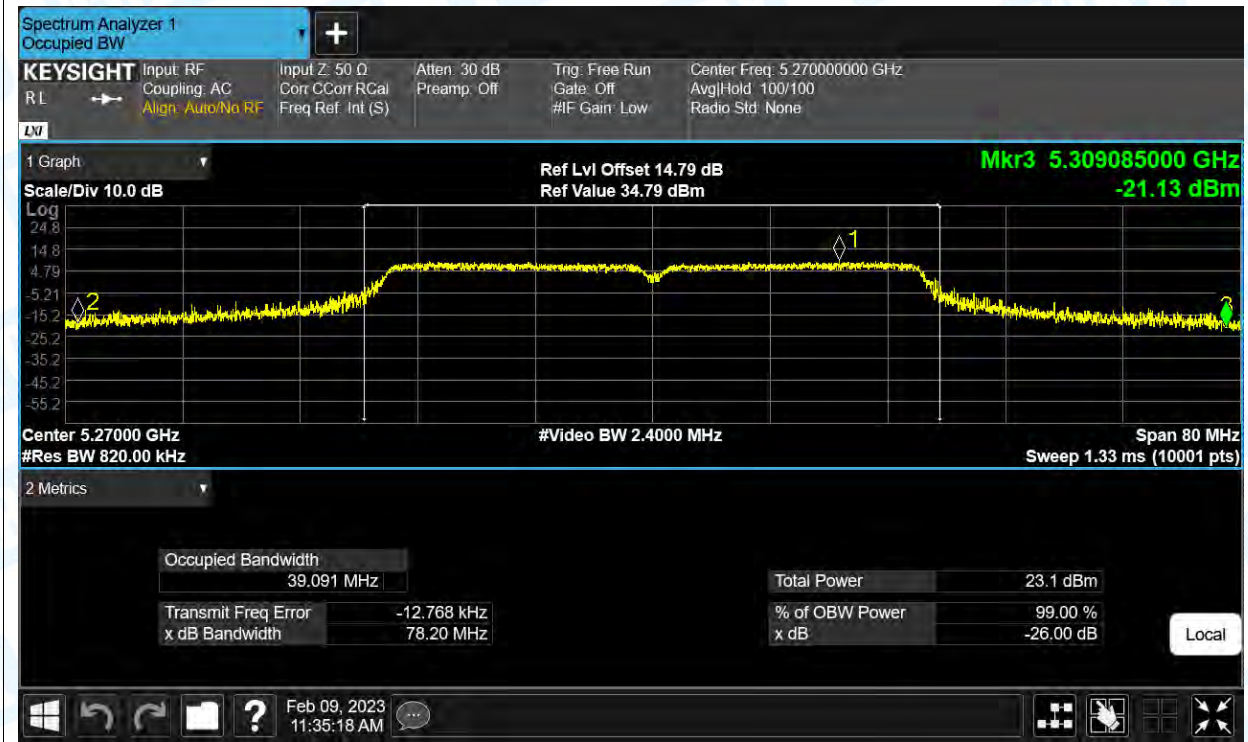 Spectrum Analyzer 1
Occupied BW
+
KEYSIGHT Input: RF Input Z: 50 Ω Atten: 30 dB Trig: Free Run Center Freq: 5.270000000 GHz
R L Coupling: AC Corr CCorr RCal Preamp: Off Gate: Off Avg|Hold: 100/100
Align: Auto/No RF Freq Ref: Int (S) #IF Gain: Low Radio Std: None
LXI
1 Graph Ref Lvl Offset 14.79 dB Mkr3 5.309085000 GHz
Scale/Div 10.0 dB Ref Value 34.79 dBm -21.13 dBm
Log
24.8
14.8
4.79
-5.21
-15.2
-25.2
-35.2
-45.2
-55.2
1
2
3
Center 5.27000 GHz #Video BW 2.4000 MHz Span 80 MHz
#Res BW 820.00 kHz Sweep 1.33 ms (10001 pts)
2 Metrics
Occupied Bandwidth
39.091 MHz Total Power 23.1 dBm
Transmit Freq Error -12.768 kHz % of OBW Power 99.00 %
x dB Bandwidth 78.20 MHz x dB -26.00 dB
Local
? Feb 09, 2023
11:35:18 AM